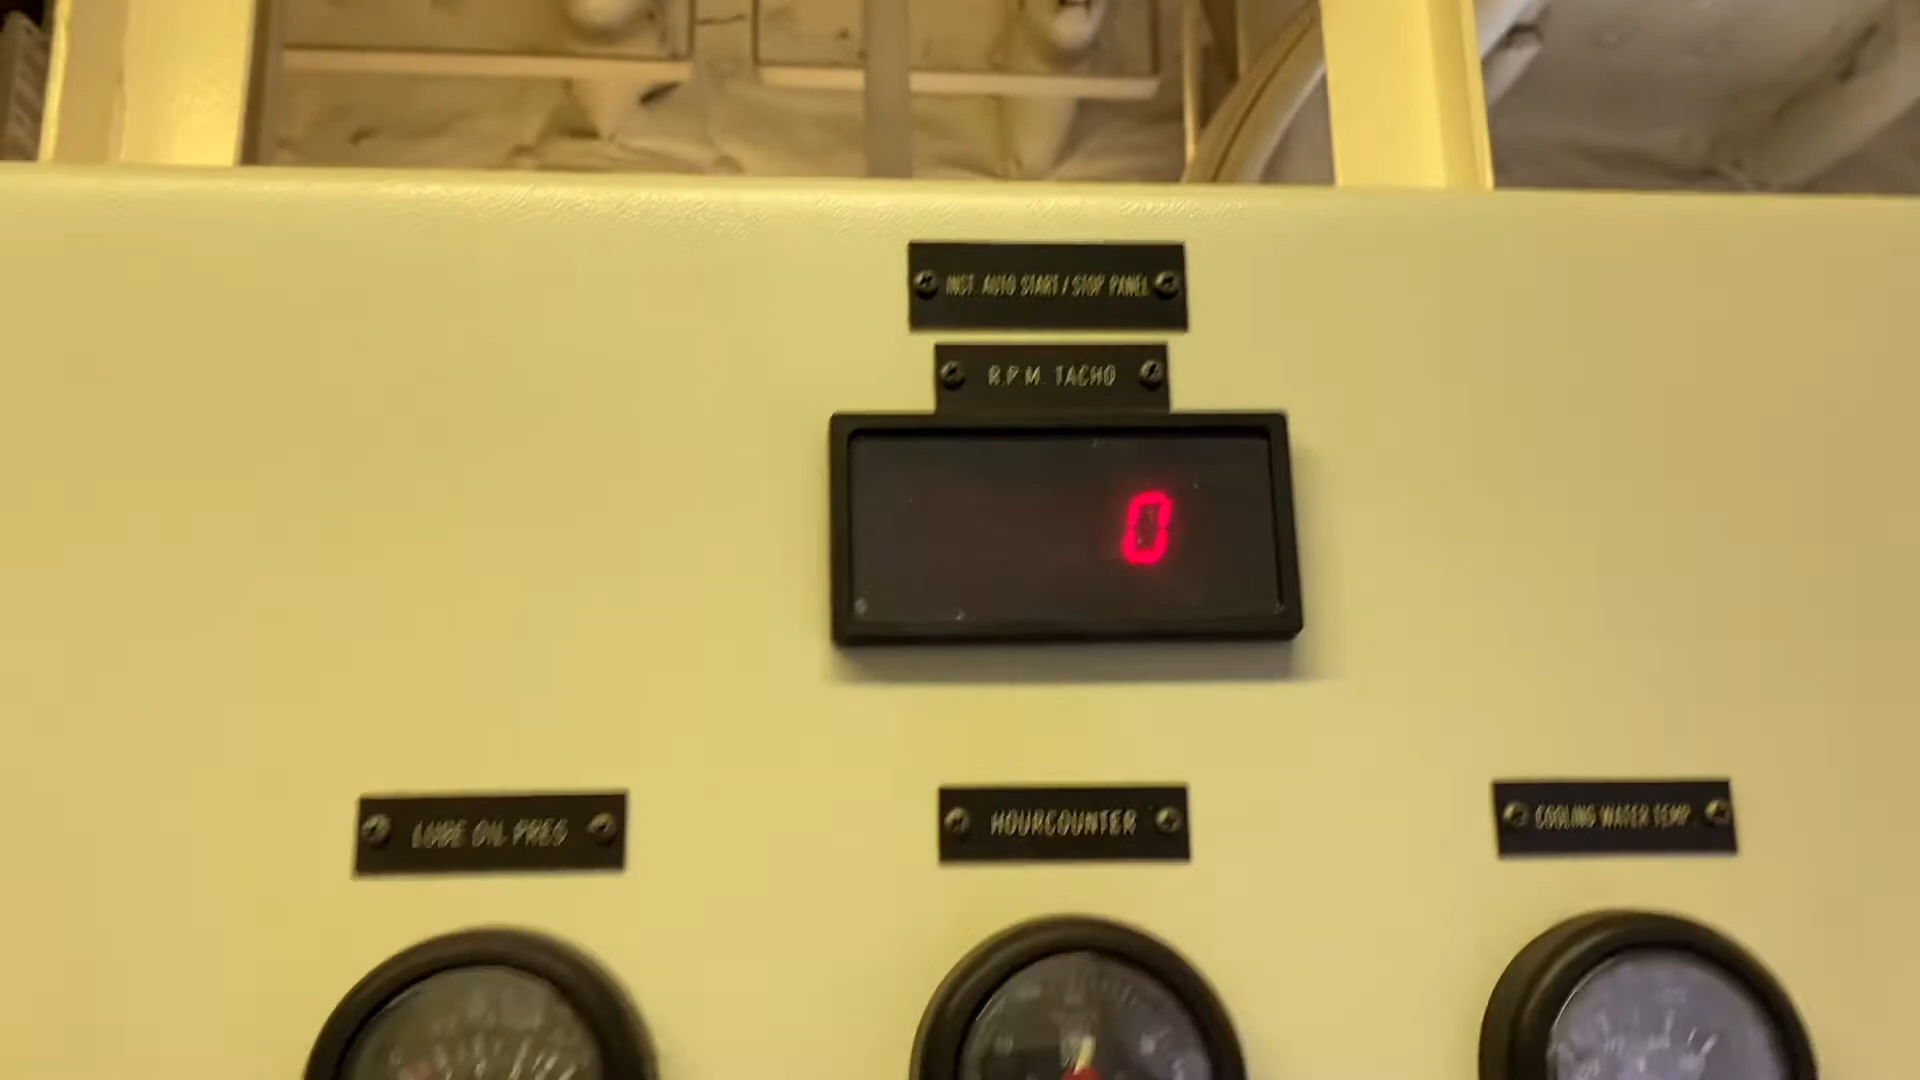 INST. AUTO START / STOP PANEL
R.P.M. TACHO
0
LUBE OIL PRES
HOURCOUNTER
COOLING WATER TEMP.